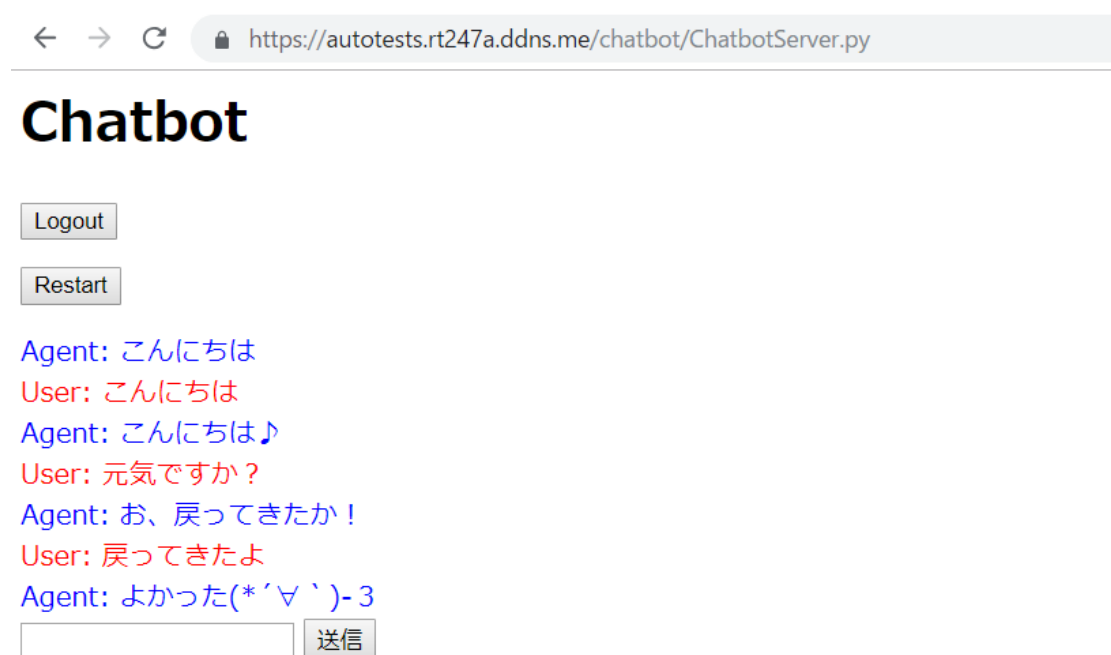 https://autotests.rt247a.ddns.me/chatbot/ChatbotServer.py
Chatbot
Logout
Restart
Agent: こんにちは
User: こんにちは
Agent: こんにちは♪
User: 元気ですか？
Agent: お、戻ってきたか！
User: 戻ってきたよ
Agent: よかった(*´∀｀)-３
送信